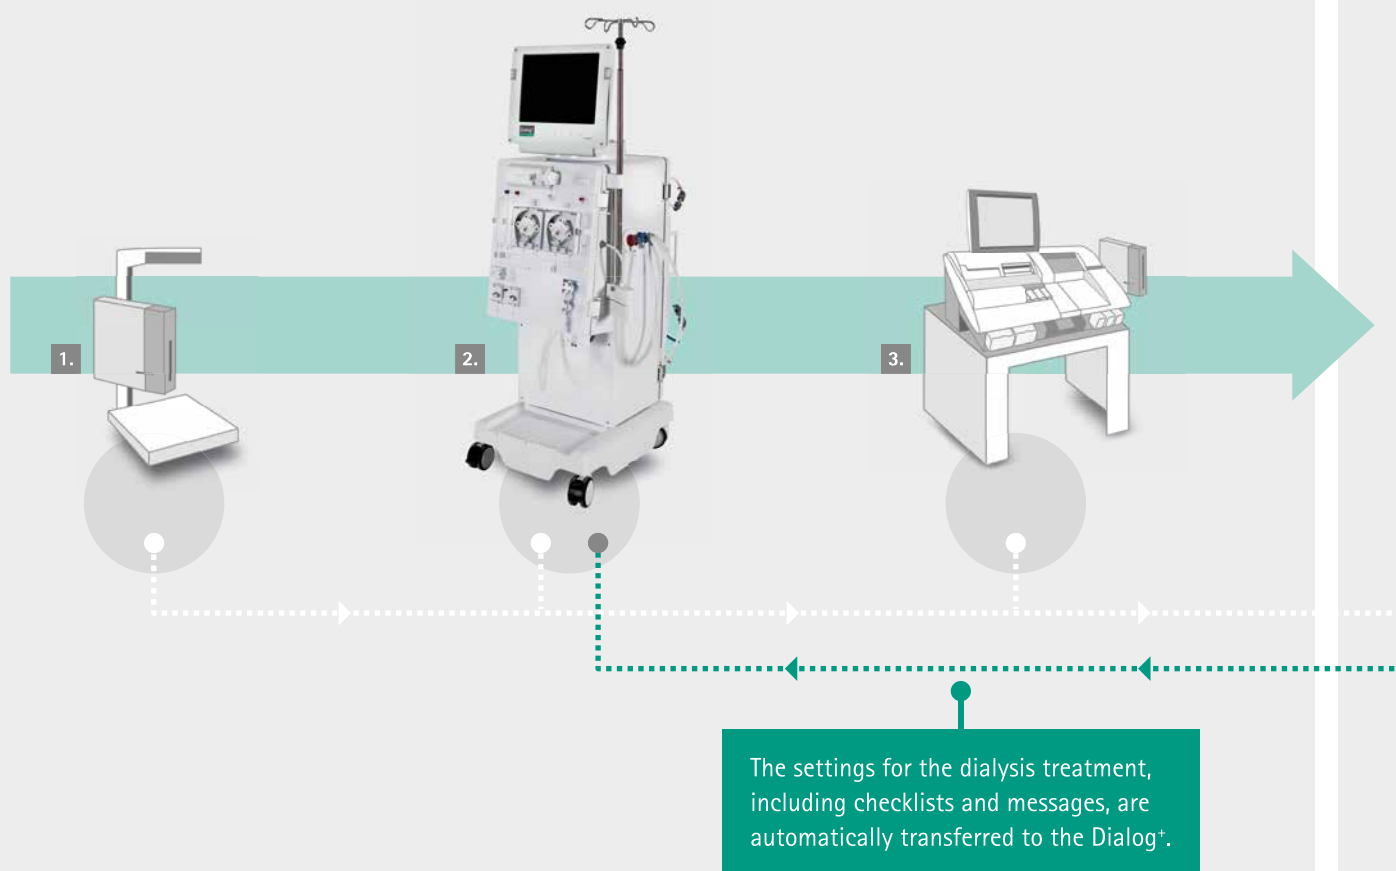 1.
2.
3.
The settings for the dialysis treatment,
including checklists and messages, are
automatically transferred to the Dialog⁺.